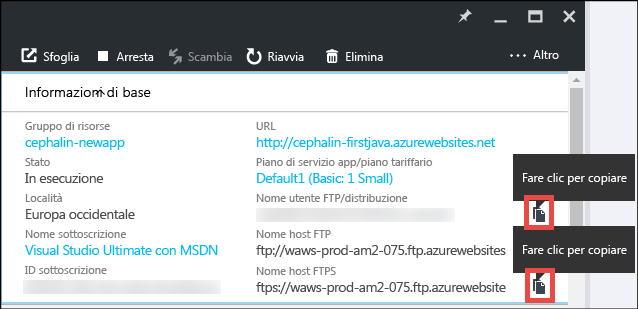 Sfoglia Arresta Scambia Riavvia Elimina ... Altro
Informazioni di base
Gruppo di risorse
cephalin-newapp
Stato
In esecuzione
Località
Europa occidentale
Nome sottoscrizione
Visual Studio Ultimate con MSDN
ID sottoscrizione
URL
http://cephalin-firstjava.azurewebsites.net
Piano di servizio app/piano tariffario
Default1 (Basic: 1 Small)
Nome utente FTP/distribuzione
Fare clic per copiare
Nome host FTP
ftp://waws-prod-am2-075.ftp.azurewebsites
Fare clic per copiare
Nome host FTPS
ftps://waws-prod-am2-075.ftp.azurewebsite